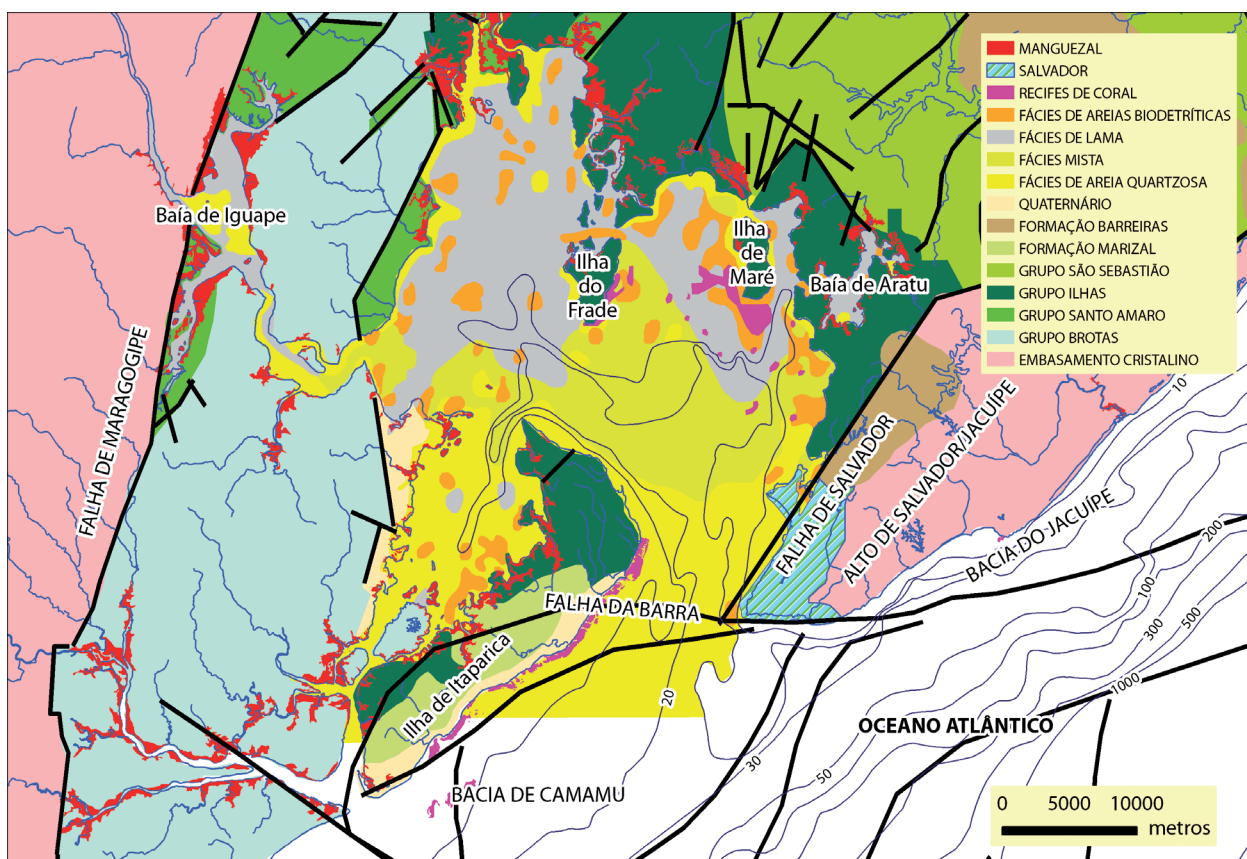 MANGUEZAL
SALVADOR
RECIFES DE CORAL
FÁCIES DE AREIAS BIODETRÍTICAS
FÁCIES DE LAMA
FÁCIES MISTA
FÁCIES DE AREIA QUARTZOSA
QUATERNÁRIO
FORMAÇÃO BARREIRAS
FORMAÇÃO MARIZAL
GRUPO SÃO SEBASTIÃO
GRUPO ILHAS
GRUPO SANTO AMARO
GRUPO BROTAS
EMBASAMENTO CRISTALINO
Baía de Iguape
Ilha
do
Frade
Ilha
de
Maré
Baía de Aratu
FALHA DE MARAGOGIPE
FALHA DE SALVADOR
ALTO DE SALVADOR/JACUÍPE
BACIA DO JACUÍPE
FALHA DA BARRA
Ilha de Itaparica
BACIA DE CAMAMU
OCEANO ATLÂNTICO
10
20
30
50
100
200
300
500
1000
0 5000 10000
metros